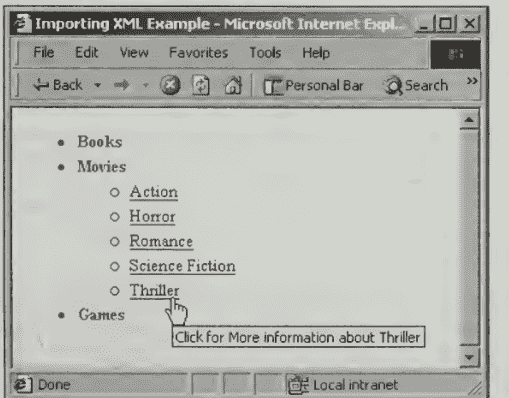 Importing XML Example - Microsoft Internet Expl...
File Edit View Favorites Tools Help
Back Personal Bar Search »
Books
Movies
Action
Horror
Romance
Science Fiction
Thriller
Games
Click for More information about Thriller
Done Local intranet